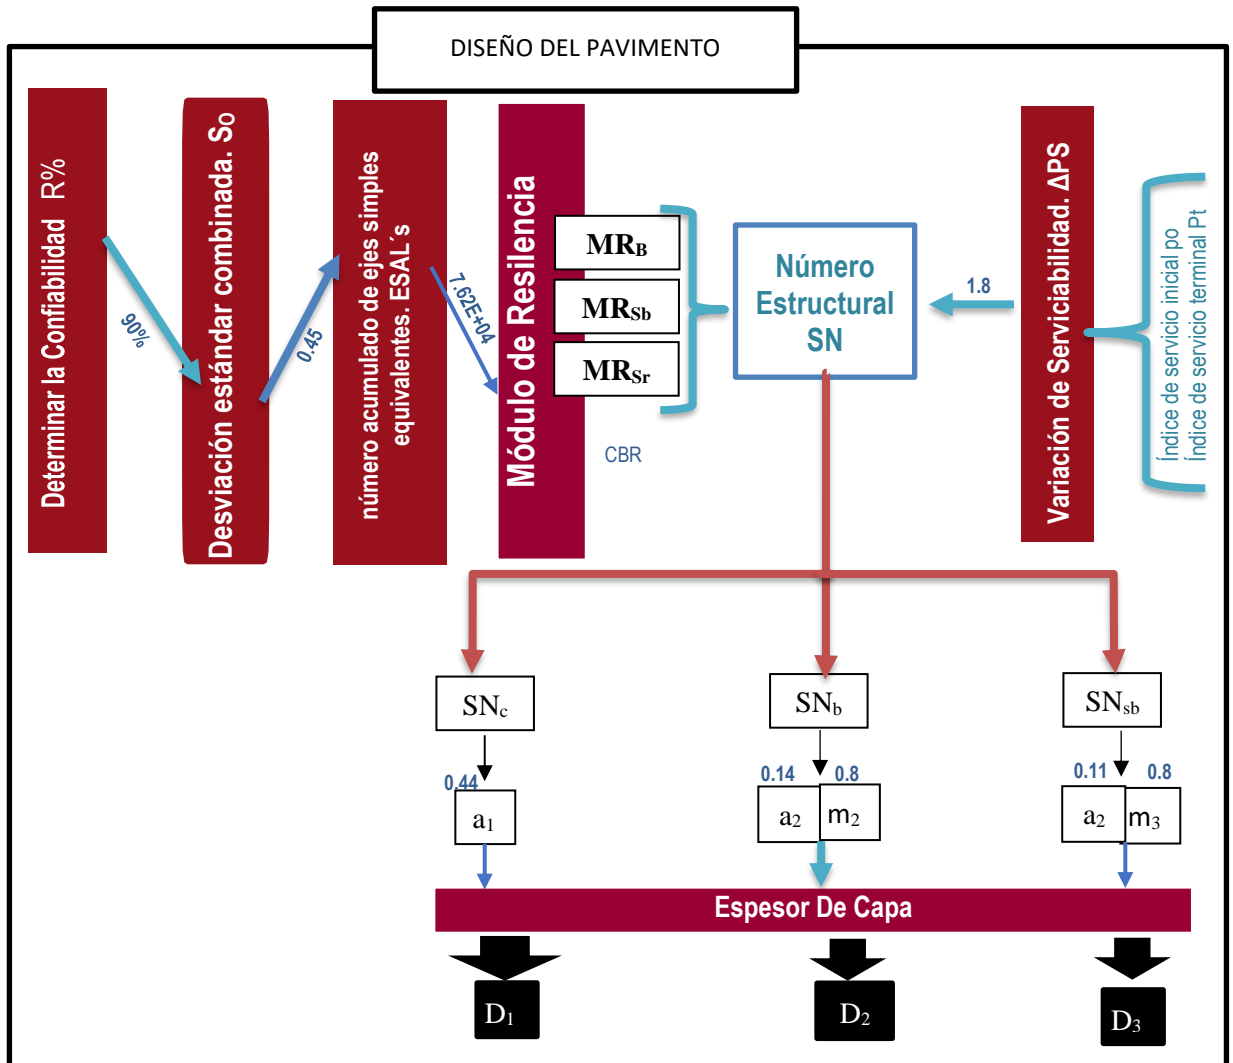 DISEÑO DEL PAVIMENTO
Determinar la Confiabilidad R%
90%
Desviación estándar combinada. So
0.45
número acumulado de ejes simples
equivalentes. ESAL´s
7.62E+04
Módulo de Resilencia
MRB
MRSb
MRSr
CBR
Número
Estructural
SN
1.8
Variación de Serviciabilidad. ΔPS
Índice de servicio inicial po
Índice de servicio terminal Pt
SNc
SNb
SNsb
0.44
0.14 0.8
0.11 0.8
a1
a2 m2
a2 m3
Espesor De Capa
D1
D2
D3